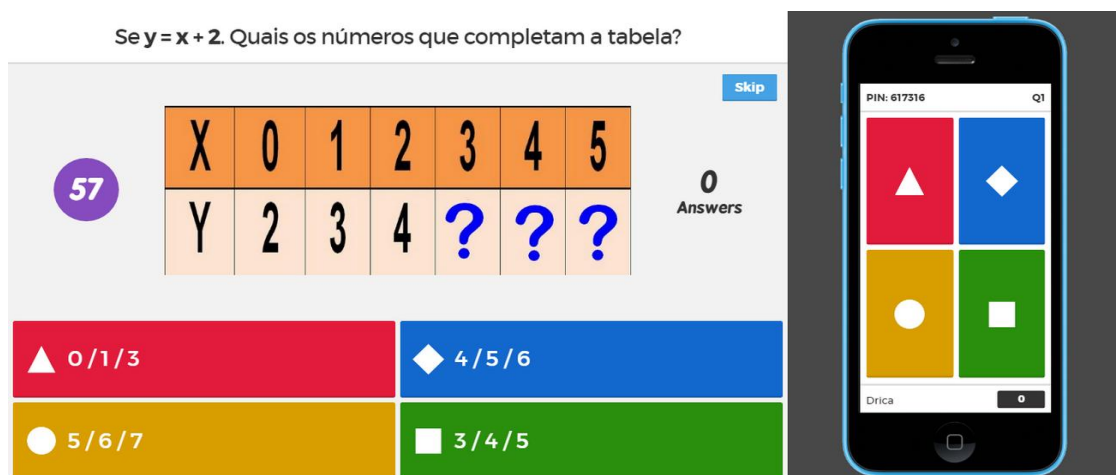 Se y = x + 2. Quais os números que completam a tabela?
Skip
57
X 0 1 2 3 4 5
Y 2 3 4 ? ? ?
0
Answers
0/1/3
4/5/6
5/6/7
3/4/5
PIN: 617316 Q1
Drica 0